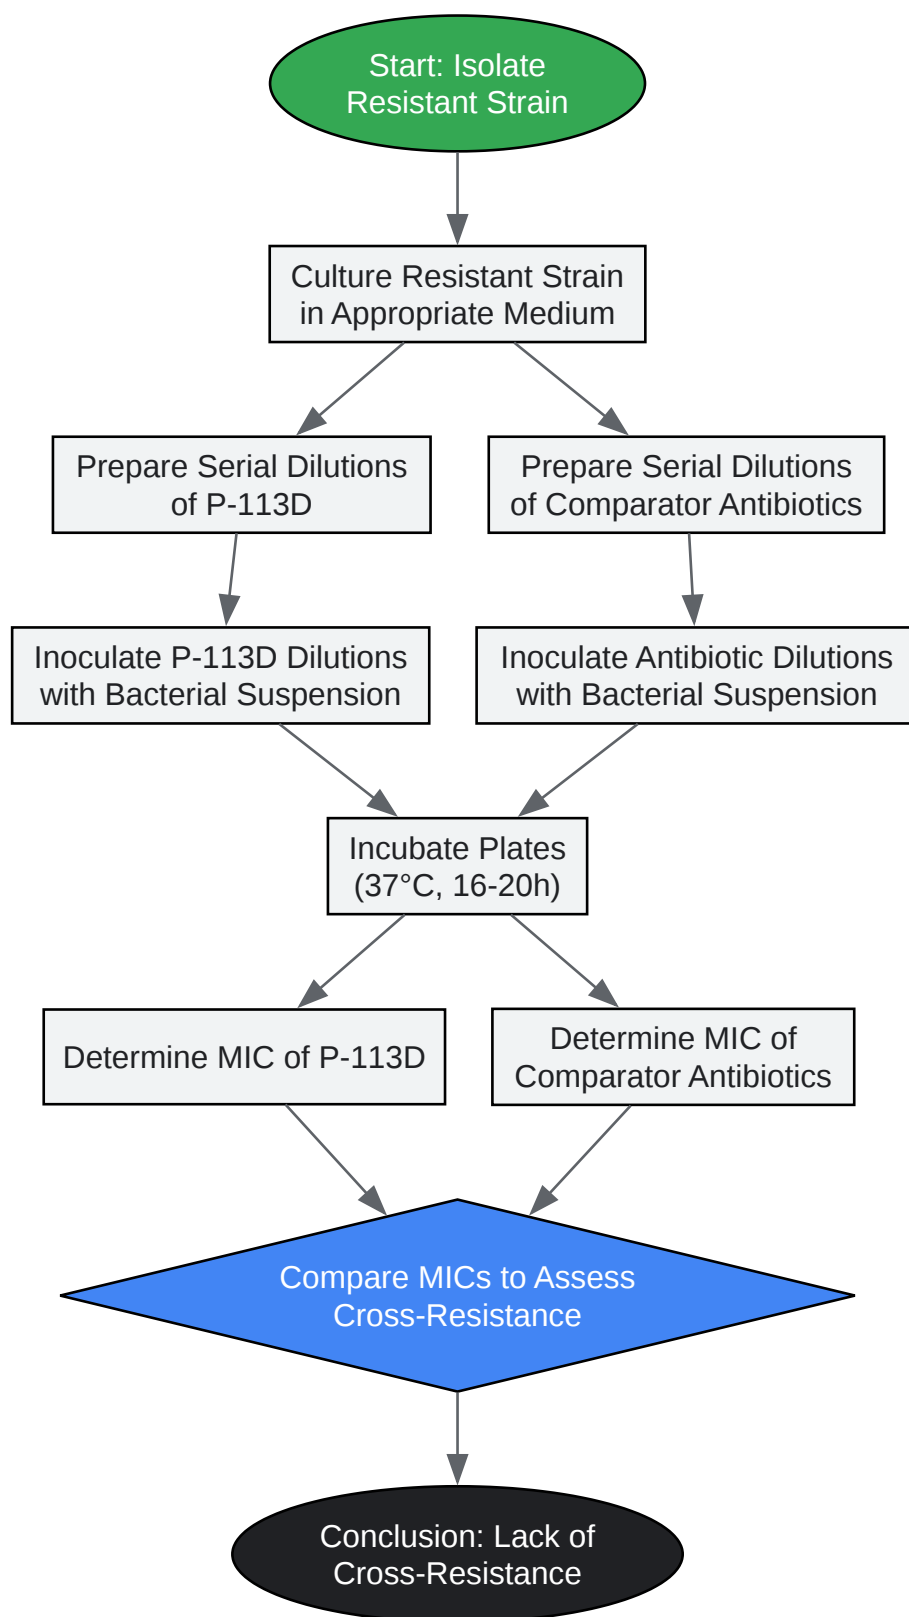 Start: Isolate
Resistant Strain
Culture Resistant Strain
in Appropriate Medium
Prepare Serial Dilutions
of P-113D
Prepare Serial Dilutions
of Comparator Antibiotics
Inoculate P-113D Dilutions
with Bacterial Suspension
Inoculate Antibiotic Dilutions
with Bacterial Suspension
Incubate Plates
(37°C, 16-20h)
Determine MIC of P-113D
Determine MIC of
Comparator Antibiotics
Compare MICs to Assess
Cross-Resistance
Conclusion: Lack of
Cross-Resistance